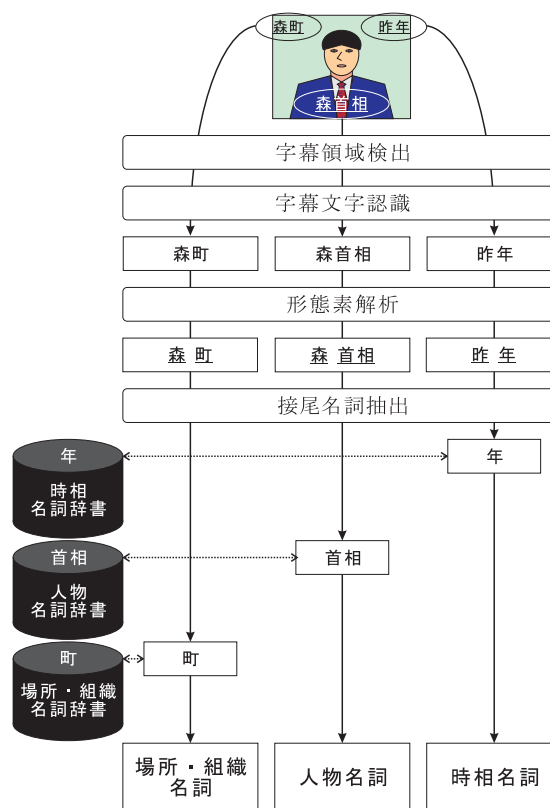 森町 昨年
森首相
字幕領域検出
字幕文字認識
森町 森首相 昨年
形態素解析
森 町 森 首相 昨 年
接尾名詞抽出
年 年
時相
名詞辞書
首相 首相
人物
名詞辞書
町 町
場所・組織
名詞辞書
場所・組織
名詞
人物名詞
時相名詞